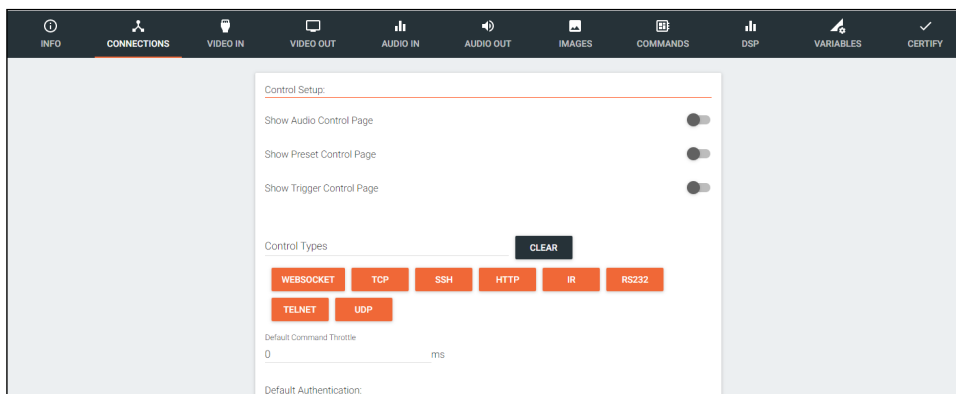 INFO CONNECTIONS VIDEO IN VIDEO OUT AUDIO IN AUDIO OUT IMAGES COMMANDS DSP VARIABLES CERTIFY
Control Setup:
Show Audio Control Page
Show Preset Control Page
Show Trigger Control Page
Control Types CLEAR
WEBSOCKET TCP SSH HTTP IR RS232
TELNET UDP
Default Command Throttle
0 ms
Default Authentication: